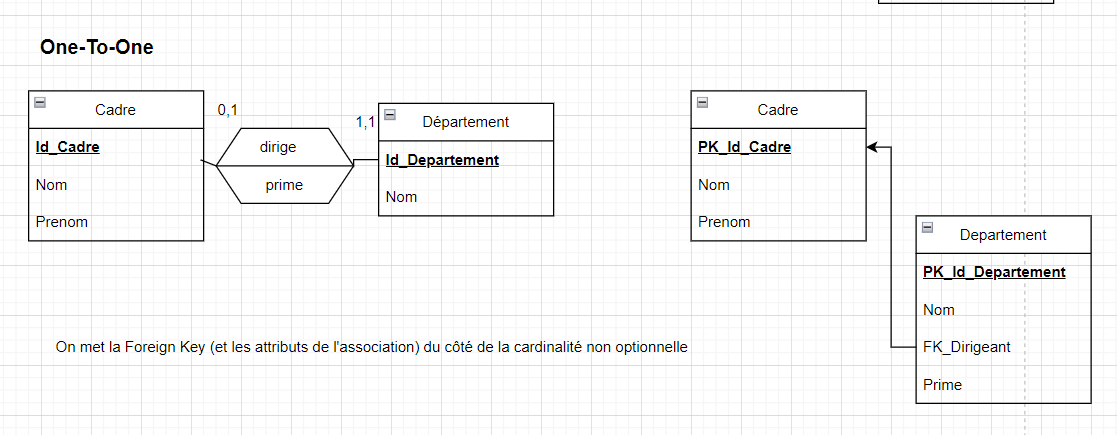 One-To-One
Cadre
Id_Cadre
Nom
Prenom
0,1
dirige
prime
1,1
Département
Id_Departement
Nom
Cadre
PK_Id_Cadre
Nom
Prenom
Departement
PK_Id_Departement
Nom
FK_Dirigeant
Prime
On met la Foreign Key (et les attributs de l'association) du côté de la cardinalité non optionnelle